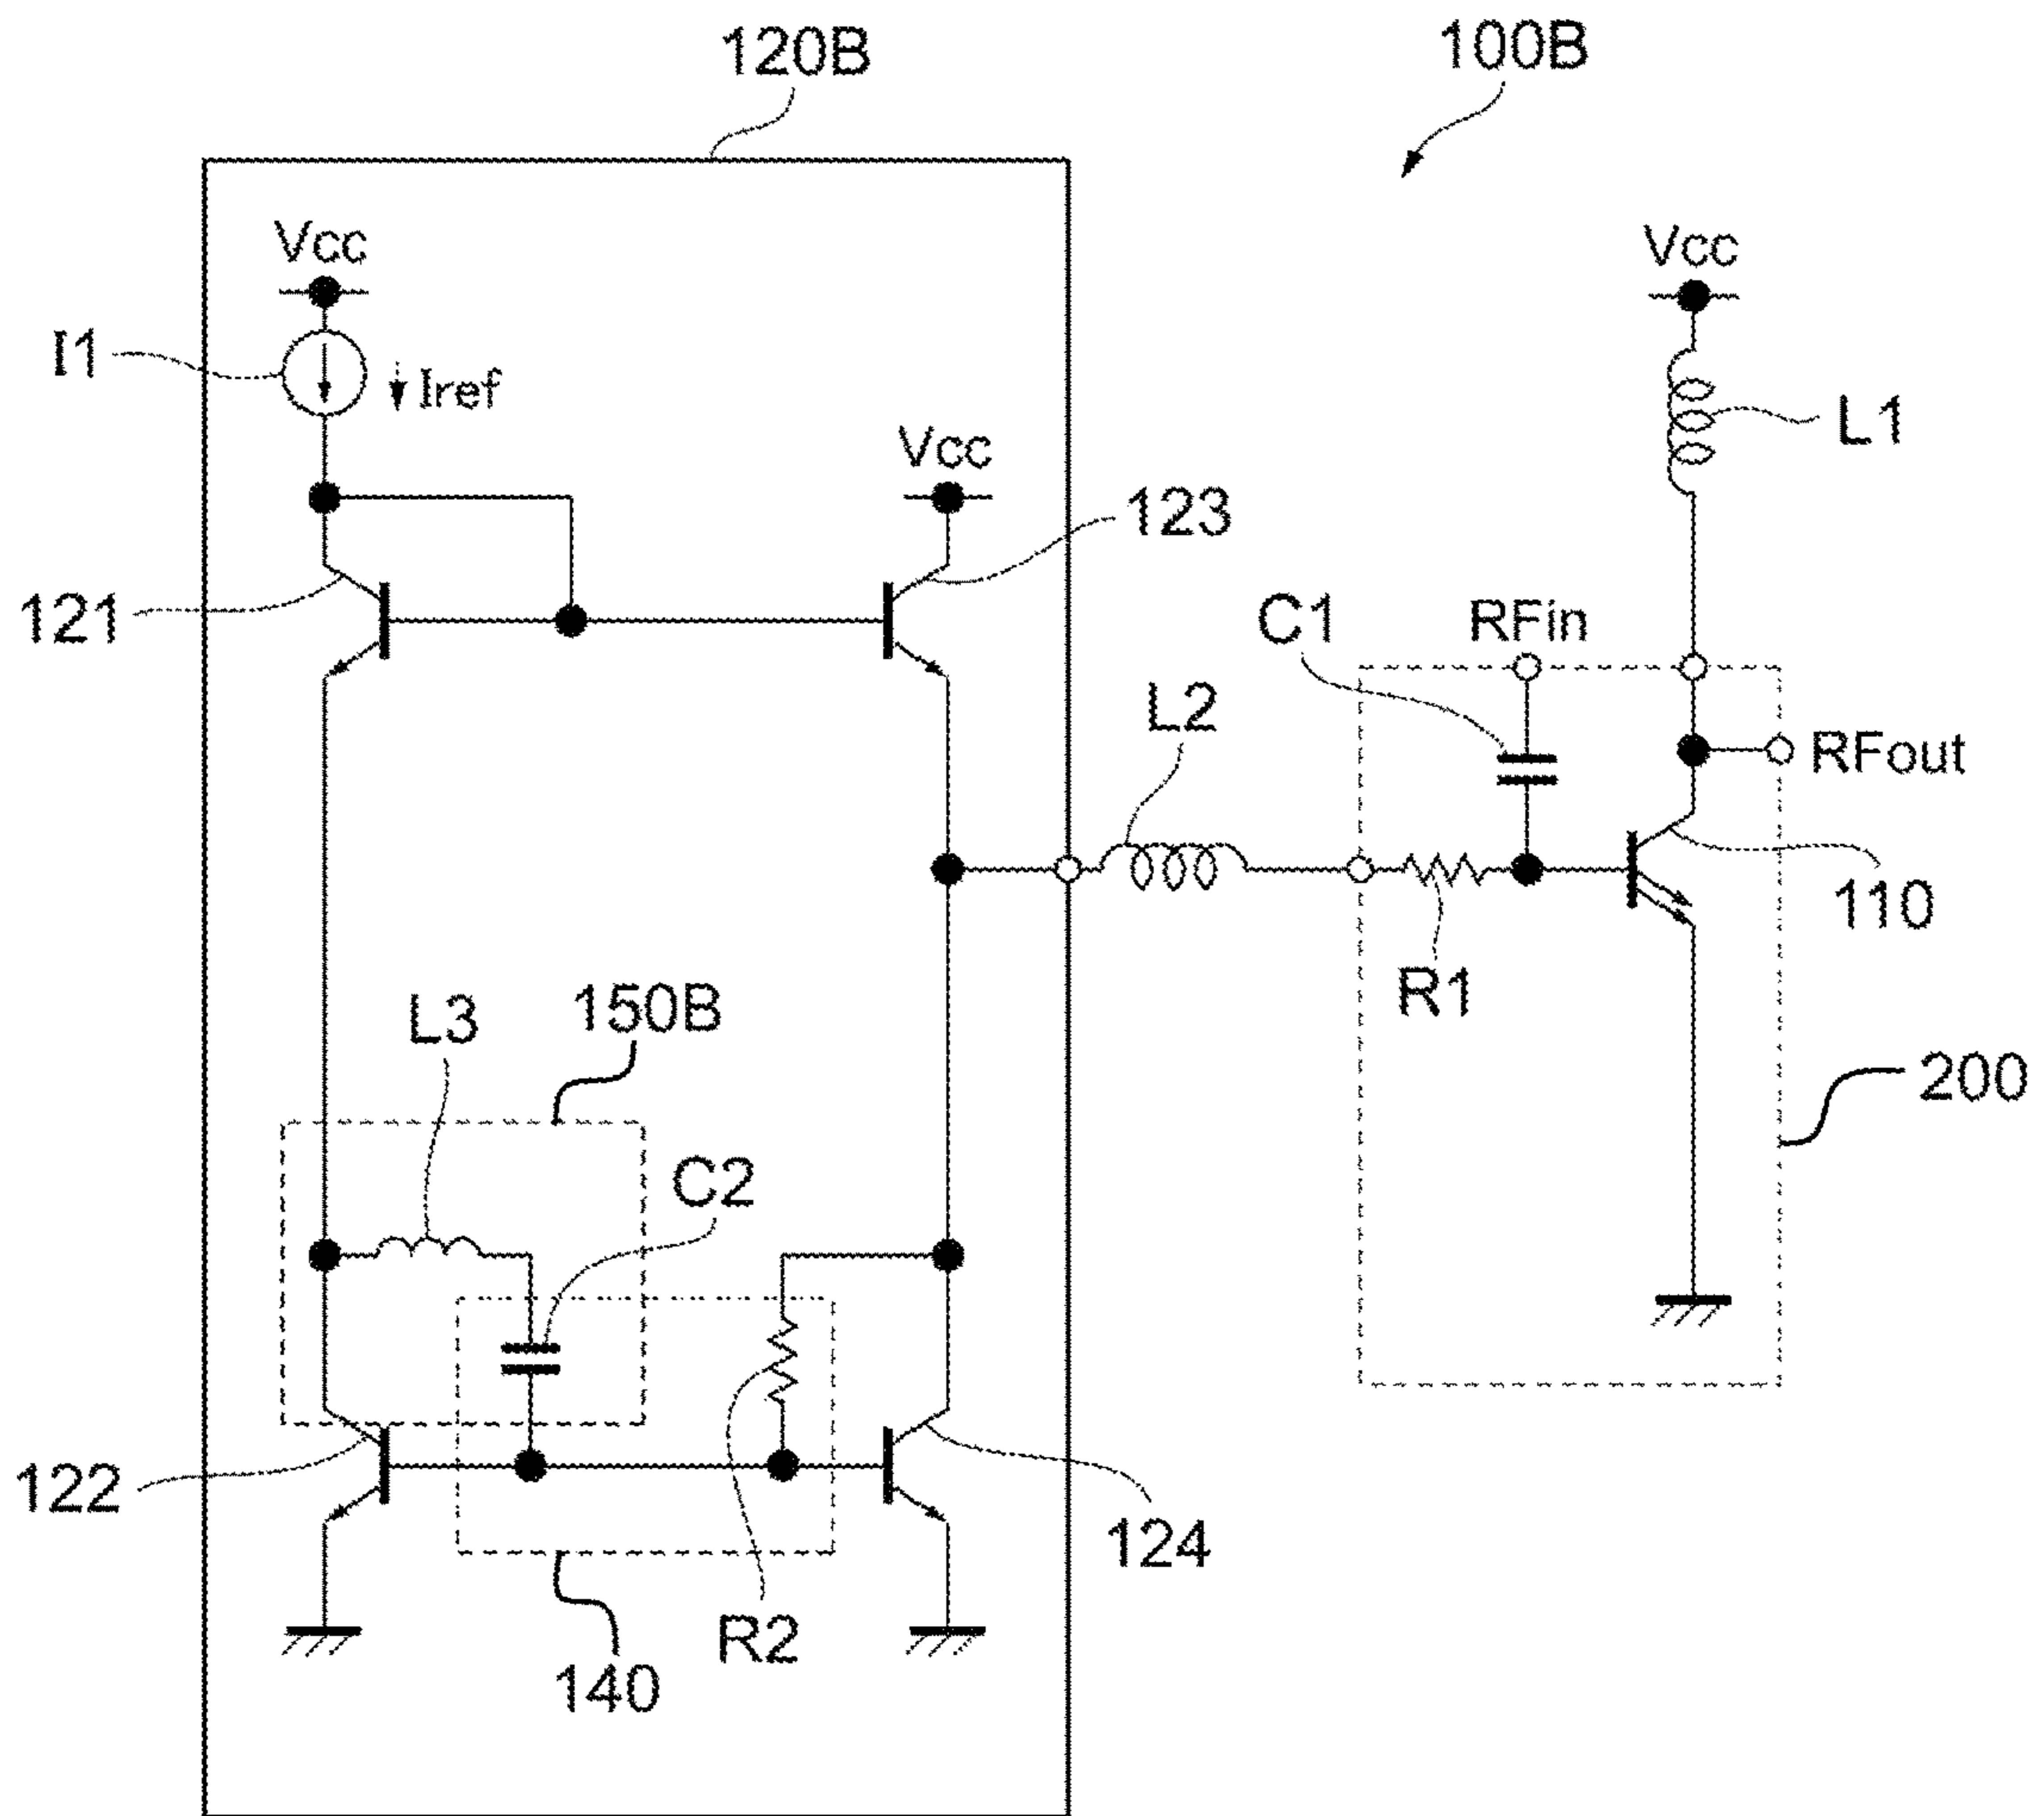 120B
100B
Vcc
Vcc
I1
Iref
L1
Vcc
123
121
C1
RFin
L2
RFout
110
R1
150B
L3
200
C2
122
124
R2
140